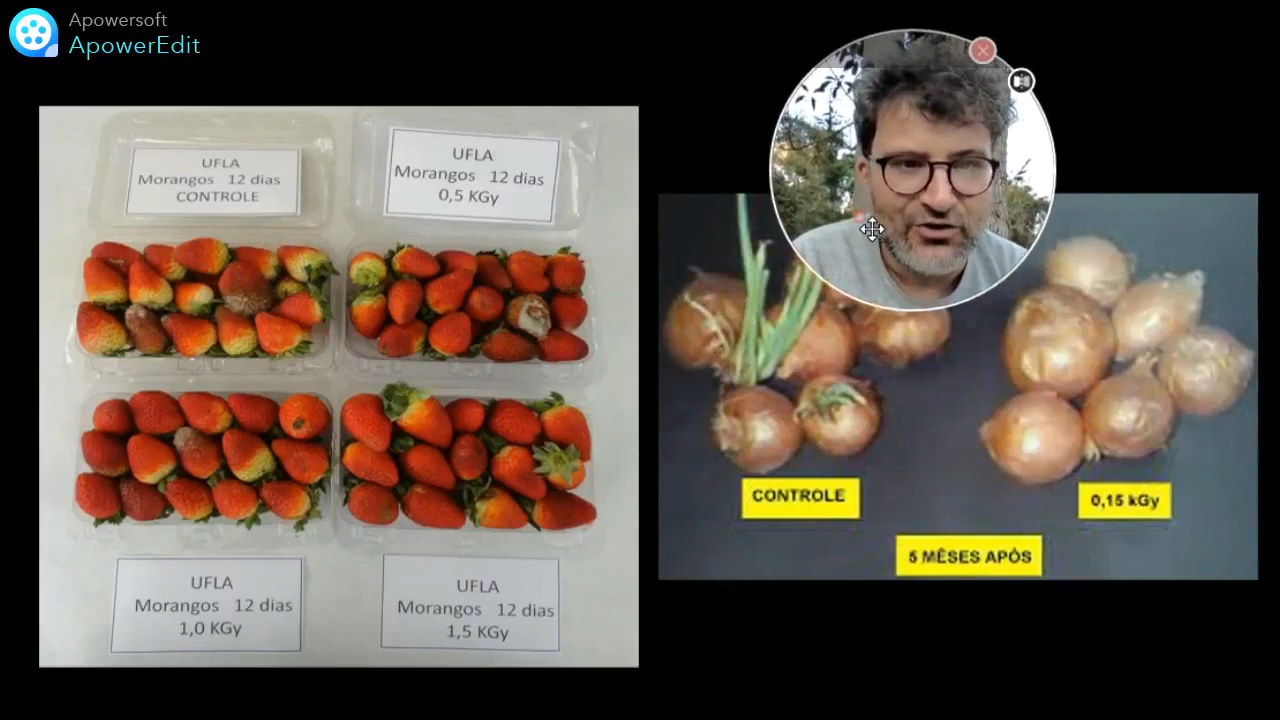 Apowersoft
ApowerEdit
UFLA
Morangos 12 dias
CONTROLE
UFLA
Morangos 12 dias
0,5 KGy
UFLA
Morangos 12 dias
1,0 KGy
UFLA
Morangos 12 dias
1,5 KGy
CONTROLE
0,15 kGy
5 MÊSES APÓS